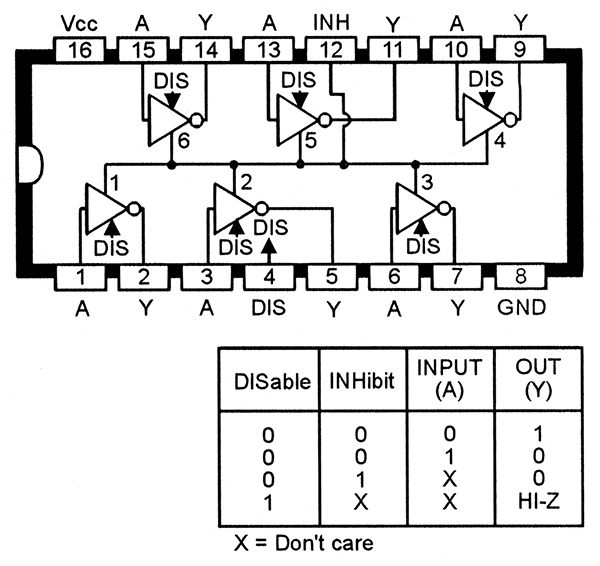 Vcc A Y A INH Y A Y
16 15 14 13 12 11 10 9
DIS DIS DIS
6 5 4
1 2 3
DIS DIS DIS DIS
1 2 3 4 5 6 7 8
A Y A DIS Y A Y GND
DISable INHibit INPUT (A) OUT (Y)
0 0 0 1
0 0 1 0
0 1 X 0
1 X X HI-Z
X = Don't care